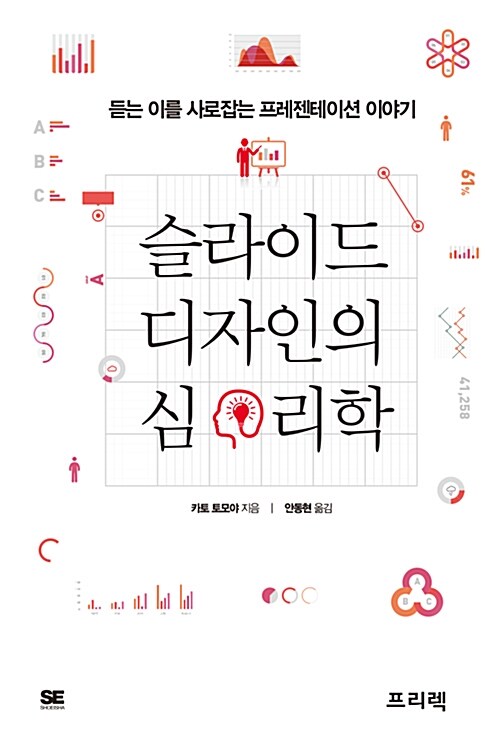 듣는 이를 사로잡는 프레젠테이션 이야기
A
B
C
61%
슬라이드
A
디자인의
심리학
41,258
카토 토모야 지음 | 안동현 옮김
A
B C
SE
SHOEISHA
프리렉